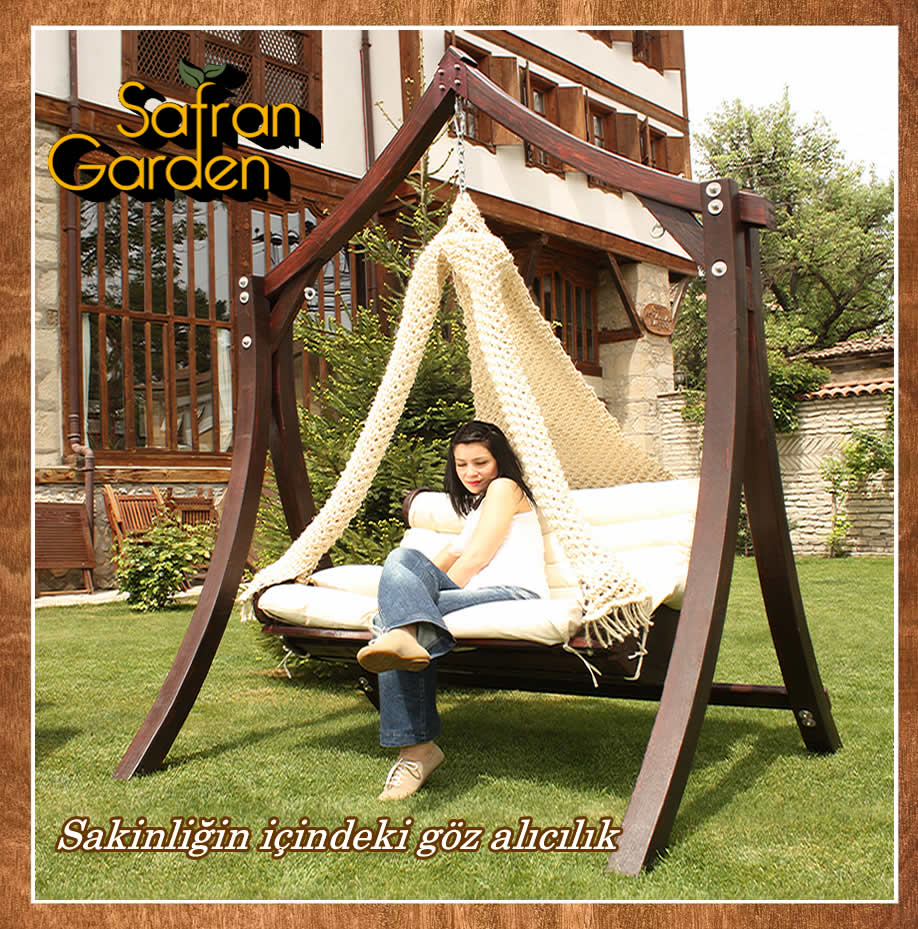 Safran
Garden
Sakinliğin içindeki göz alıcılık